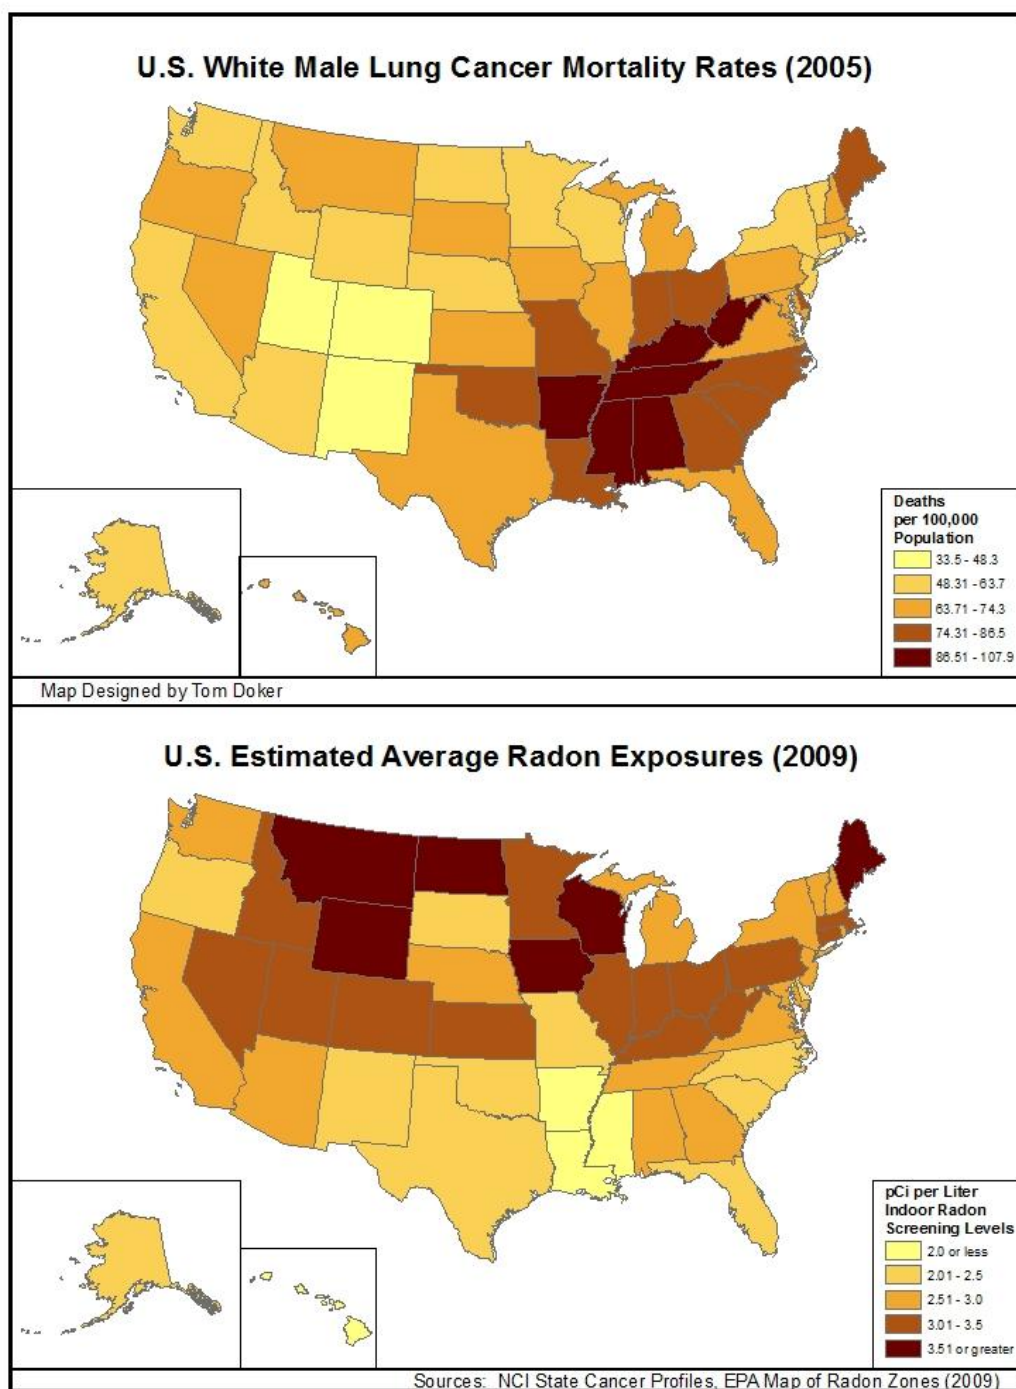 U.S. White Male Lung Cancer Mortality Rates (2005)
Deaths
per 100,000
Population
33.5 - 48.3
48.31 - 63.7
63.71 - 74.3
74.31 - 86.5
86.51 - 107.9
Map Designed by Tom Doker
U.S. Estimated Average Radon Exposures (2009)
pCi per Liter
Indoor Radon
Screening Levels
2.0 or less
2.01 - 2.5
2.51 - 3.0
3.01 - 3.5
3.51 or greater
Sources: NCI State Cancer Profiles, EPA Map of Radon Zones (2009)